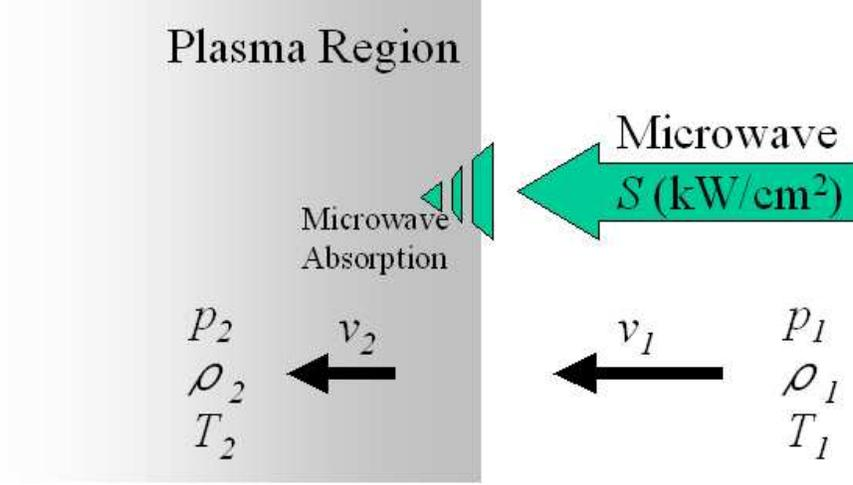 Plasma Region
Microwave
S (kW/cm²)
Microwave
Absorption
p₂
v₂
v₁
p₁
ρ₂
ρ₁
T₂
T₁